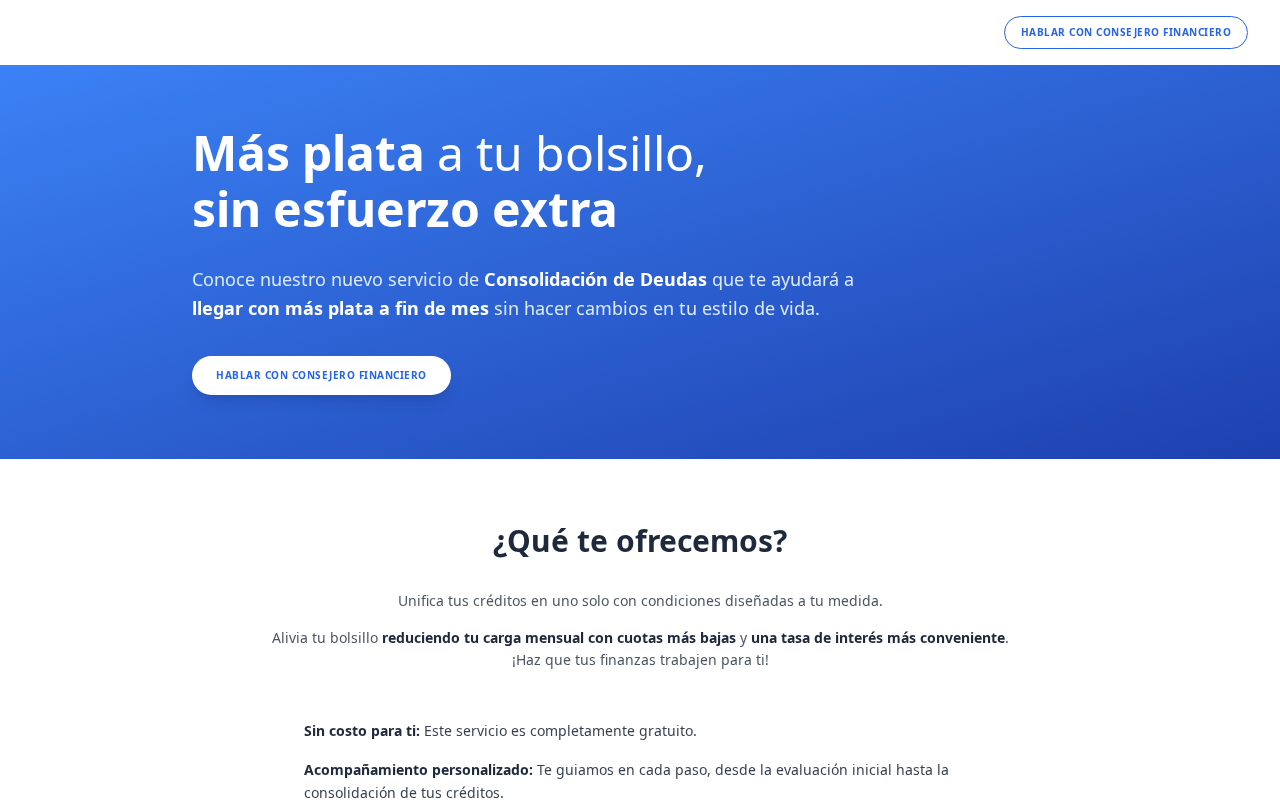 HABLAR CON CONSEJERO FINANCIERO
Más plata a tu bolsillo,
sin esfuerzo extra
Conoce nuestro nuevo servicio de Consolidación de Deudas que te ayudará a
llegar con más plata a fin de mes sin hacer cambios en tu estilo de vida.
HABLAR CON CONSEJERO FINANCIERO
¿Qué te ofrecemos?
Unifica tus créditos en uno solo con condiciones diseñadas a tu medida.
Alivia tu bolsillo reduciendo tu carga mensual con cuotas más bajas y una tasa de interés más conveniente.
¡Haz que tus finanzas trabajen para ti!
Sin costo para ti: Este servicio es completamente gratuito.
Acompañamiento personalizado: Te guiamos en cada paso, desde la evaluación inicial hasta la
consolidación de tus créditos.